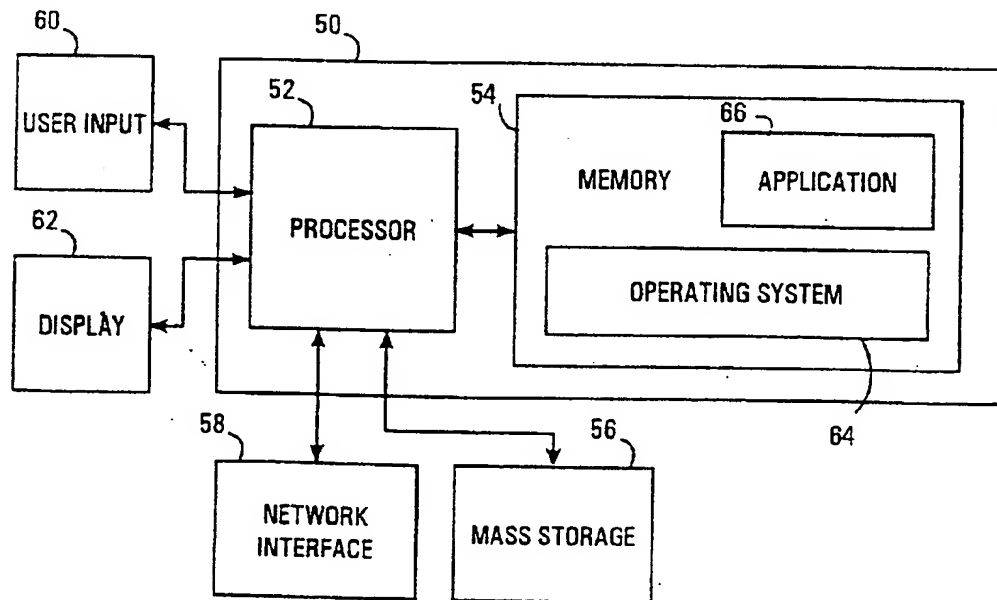 60
50
USER INPUT
52
54
66
MEMORY
APPLICATION
PROCESSOR
62
OPERATING SYSTEM
DISPLAY
58
56
64
NETWORK
INTERFACE
MASS STORAGE